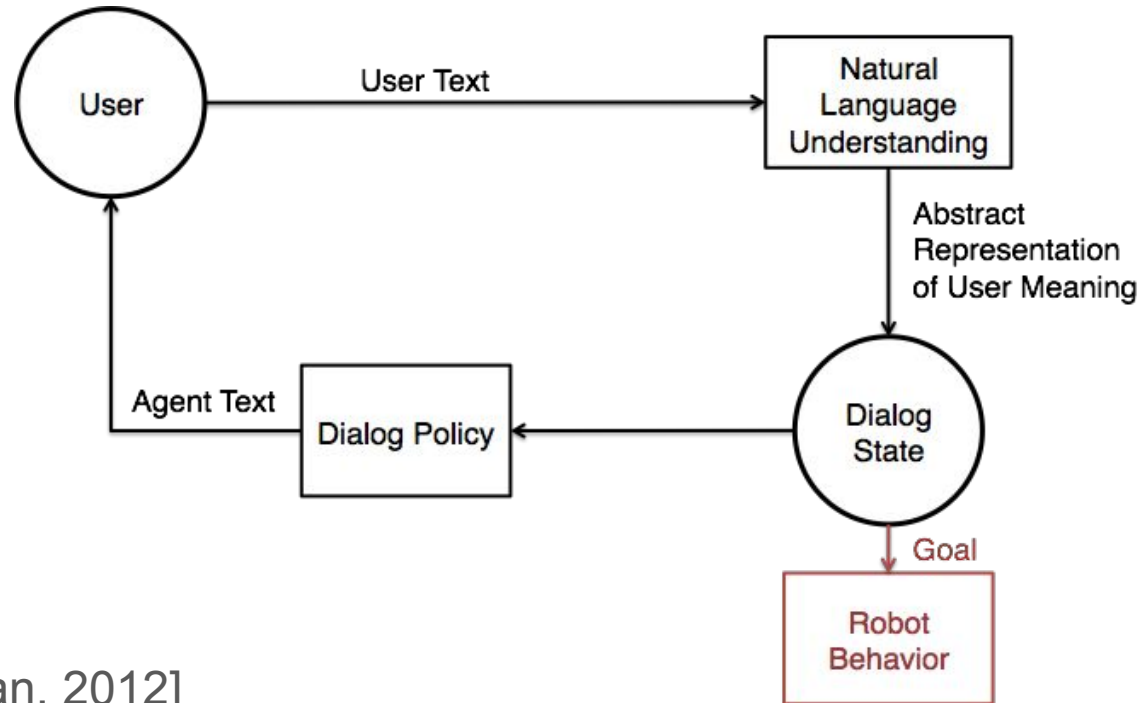 User
User Text
Natural
Language
Understanding
Abstract
Representation
of User Meaning
Agent Text
Dialog Policy
Dialog
State
Goal
Robot
Behavior
2012]